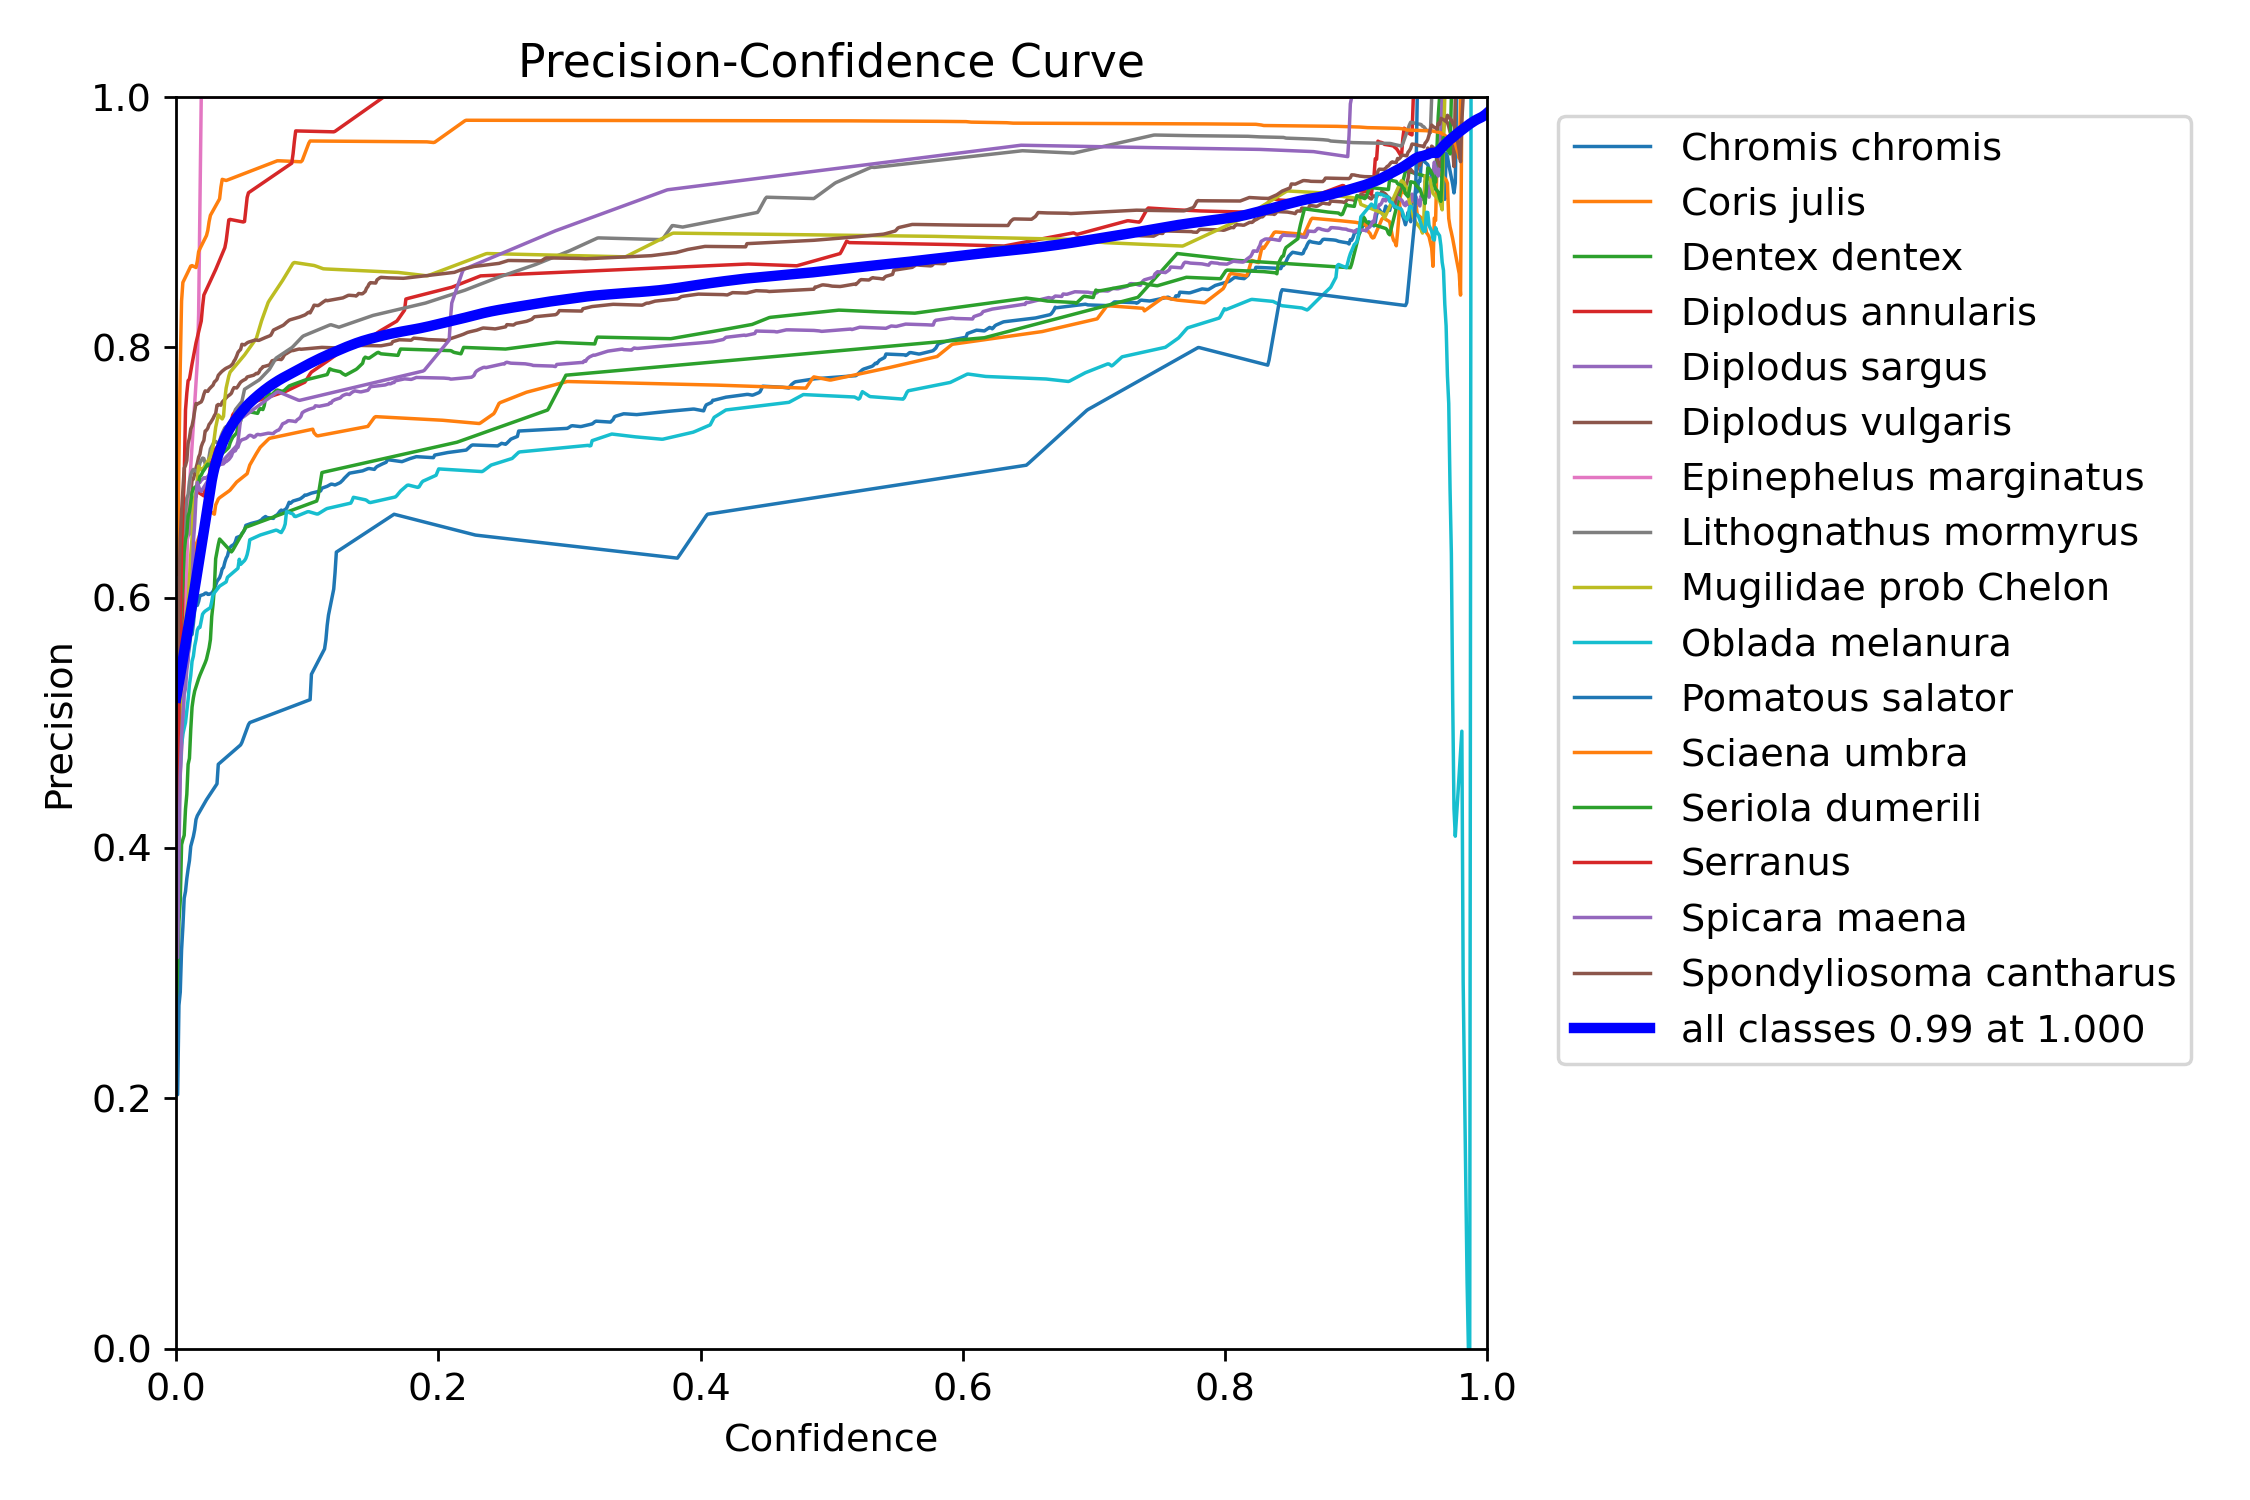 Precision-Confidence Curve
1.0
0.8
0.6
0.4
0.2
0.0
Precision
0.0 0.2 0.4 0.6 0.8 1.0
Confidence
Chromis chromis
Coris julis
Dentex dentex
Diplodus annularis
Diplodus sargus
Diplodus vulgaris
Epinephelus marginatus
Lithognathus mormyrus
Mugilidae prob Chelon
Oblada melanura
Pomatous salator
Sciaena umbra
Seriola dumerili
Serranus
Spicara maena
Spondyliosoma cantharus
all classes 0.99 at 1.000